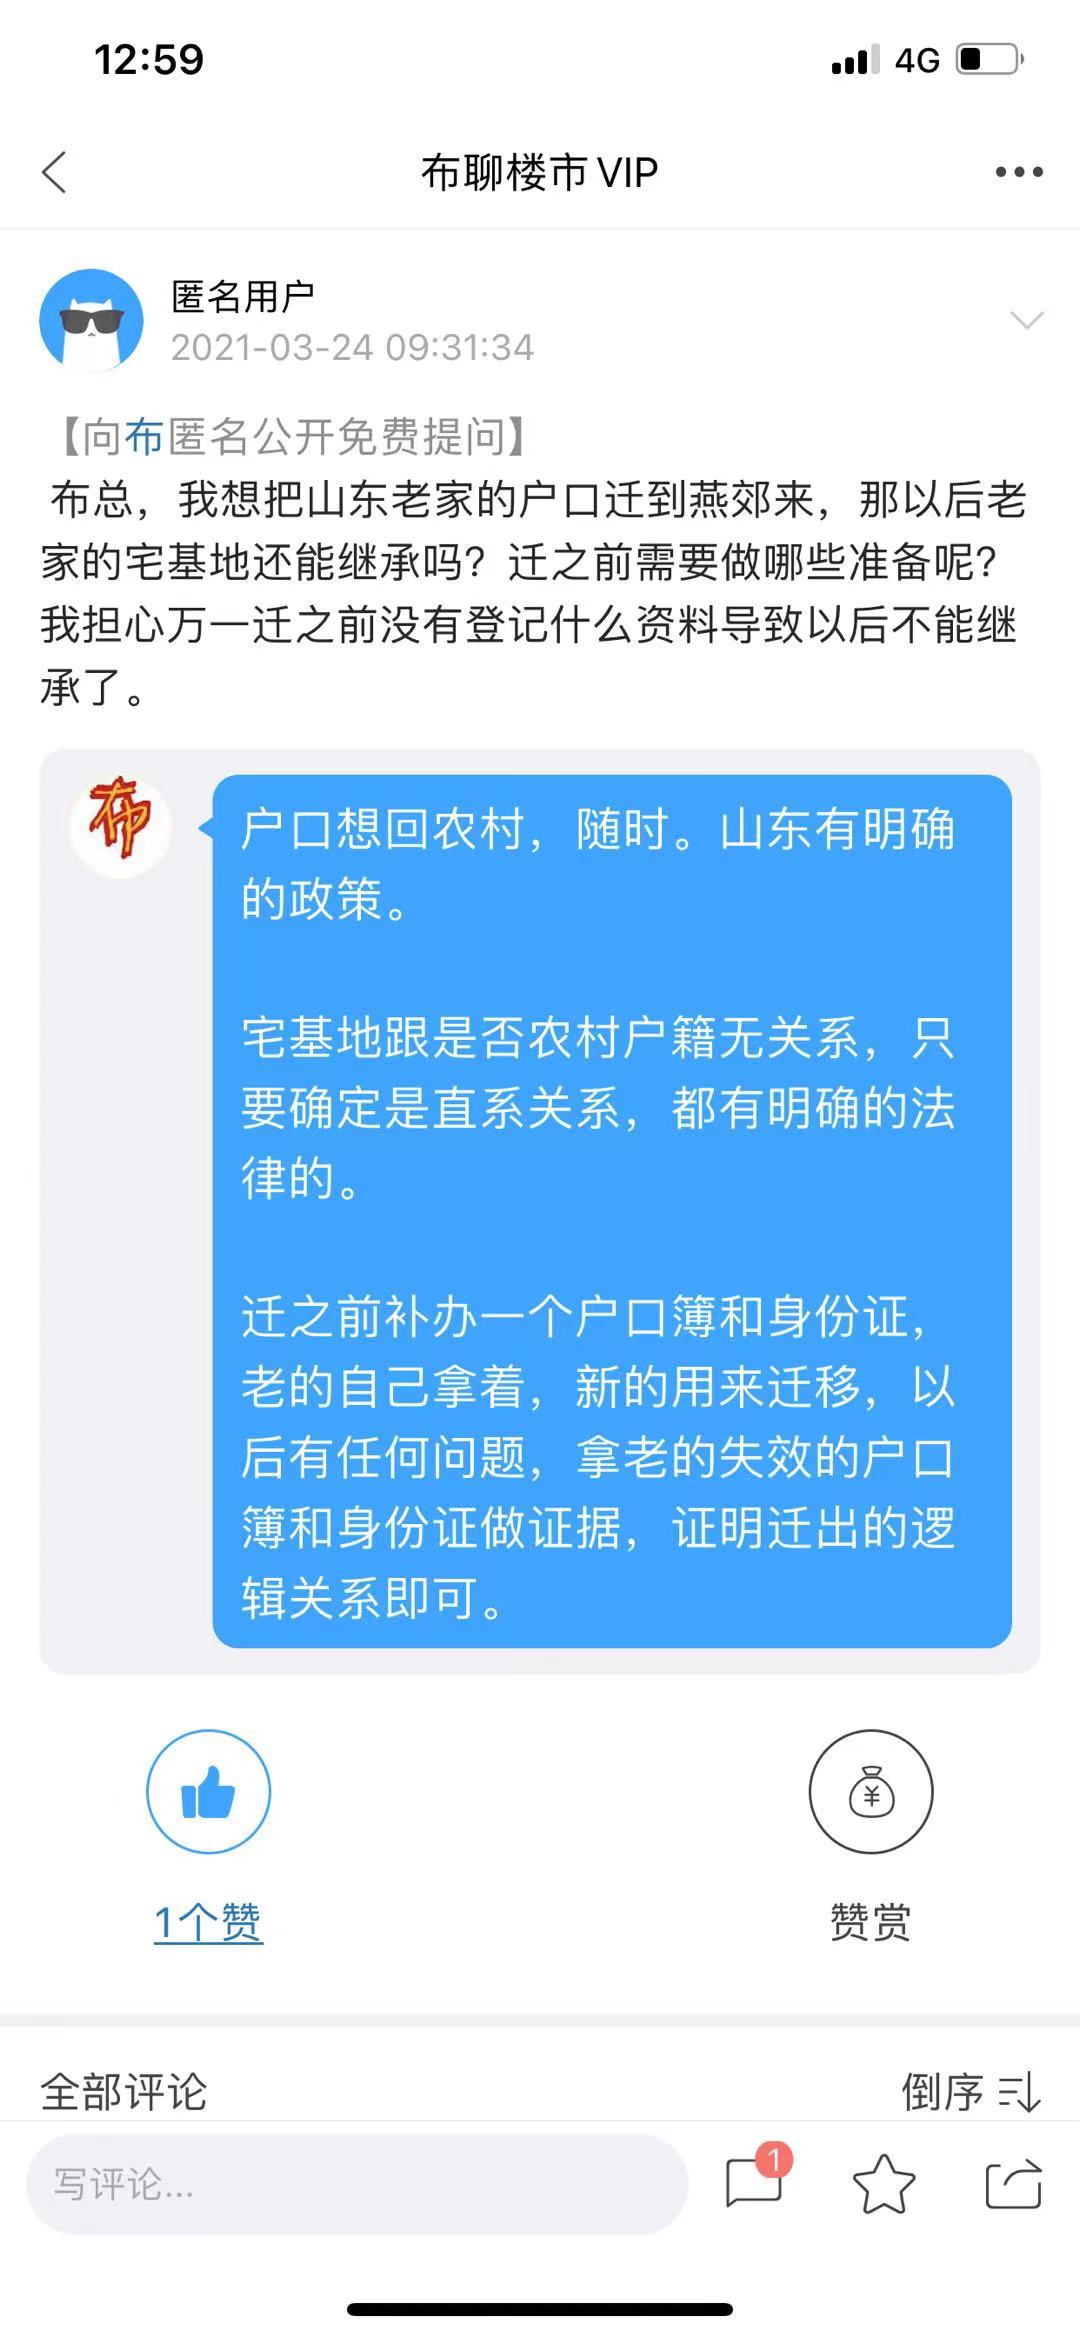 12:59
4G
布聊楼市VIP
匿名用户
2021-03-24 09:31:34
【向布匿名公开免费提问】
布总，我想把山东老家的户口迁到燕郊来，那以后老
家的宅基地还能继承吗？迁之前需要做哪些准备呢？
我担心万一迁之前没有登记什么资料导致以后不能继
承了。
布
户口想回农村，随时。山东有明确
的政策。
宅基地跟是否农村户籍无关系，只
要确定是直系关系，都有明确的法
律的。
迁之前补办一个户口簿和身份证，
老的自己拿着，新的用来迁移，以
后有任何问题，拿老的失效的户口
簿和身份证做证据，证明迁出的逻
辑关系即可。
1个赞
赞赏
全部评论
倒序
写评论...
1